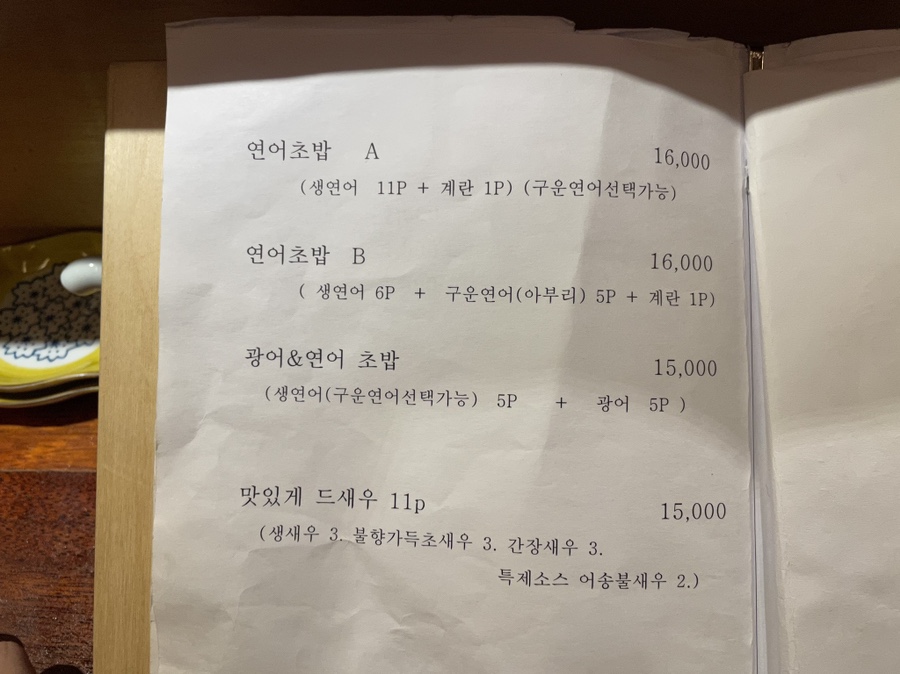 연어초밥 A 16,000
(생연어 11P + 계란 1P) (구운연어선택가능)
연어초밥 B 16,000
( 생연어 6P + 구운연어(아부리) 5P + 계란 1P)
광어&연어 초밥 15,000
(생연어(구운연어선택가능) 5P + 광어 5P )
맛있게 드새우 11p 15,000
(생새우 3. 불향가득초새우 3. 간장새우 3.
특제소스 어송불새우 2.)